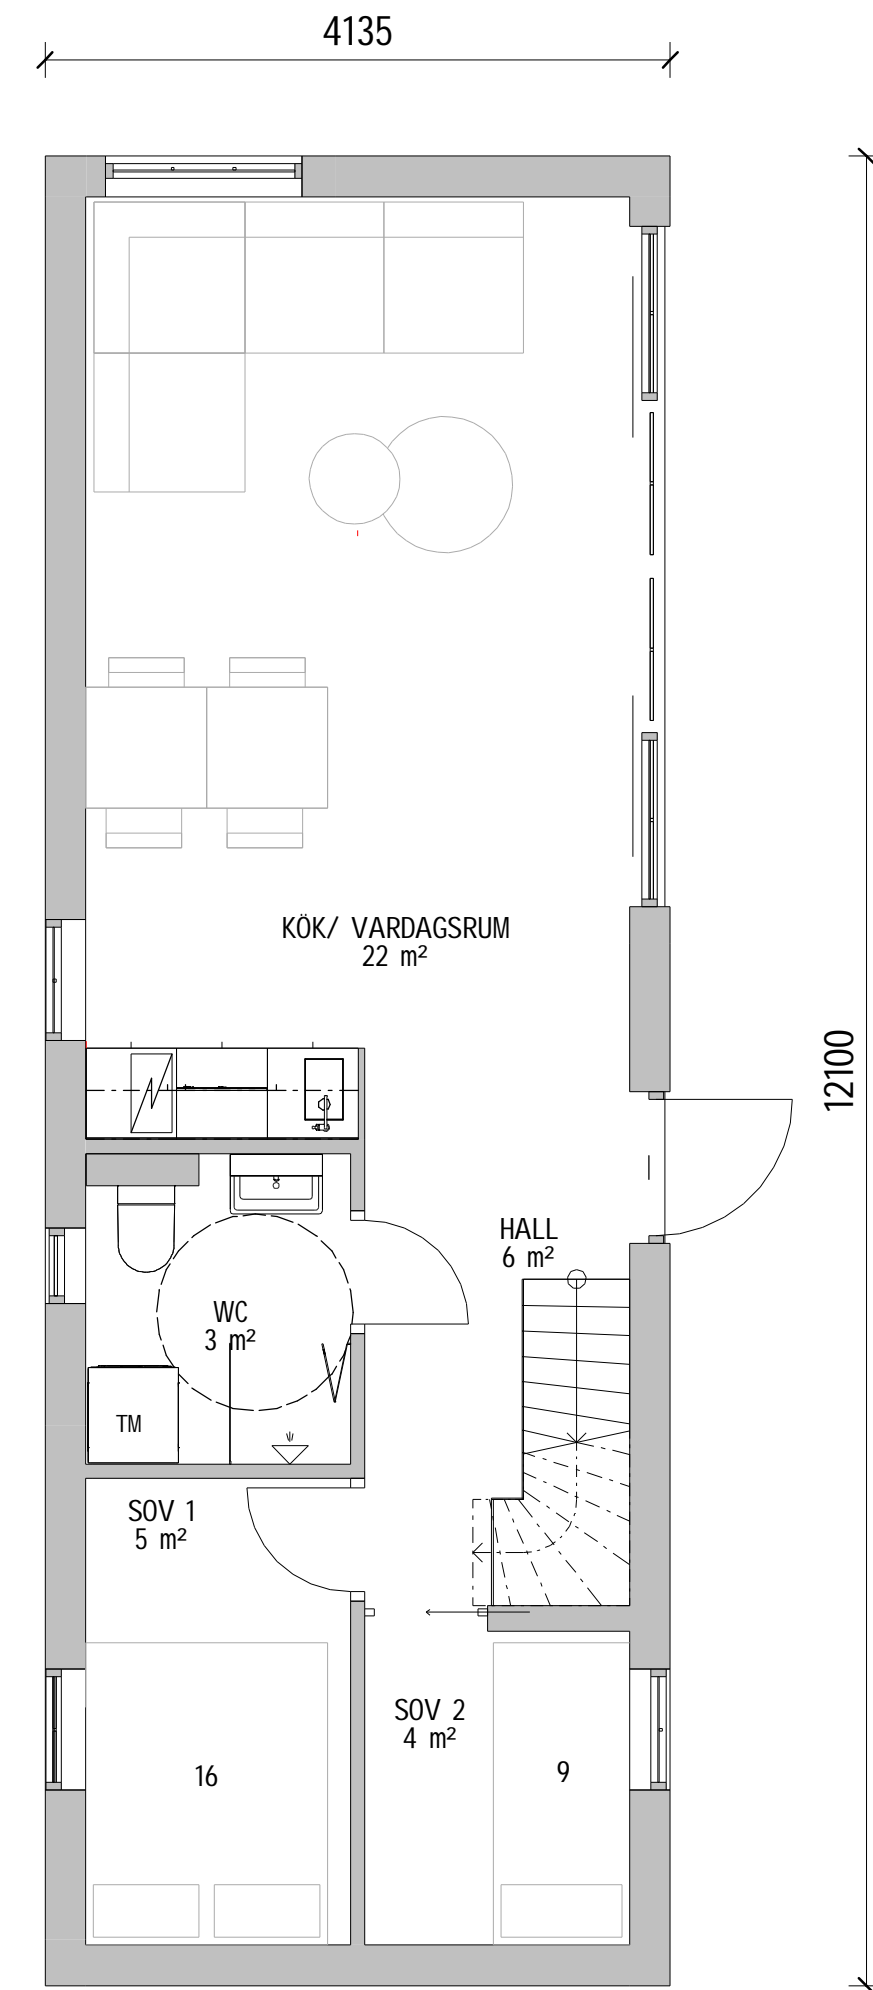 4135
12100
KÖK/ VARDAGSRUM
22 m²
HALL
6 m²
WC
3 m²
TM
SOV 1
5 m²
SOV 2
4 m²
16
9